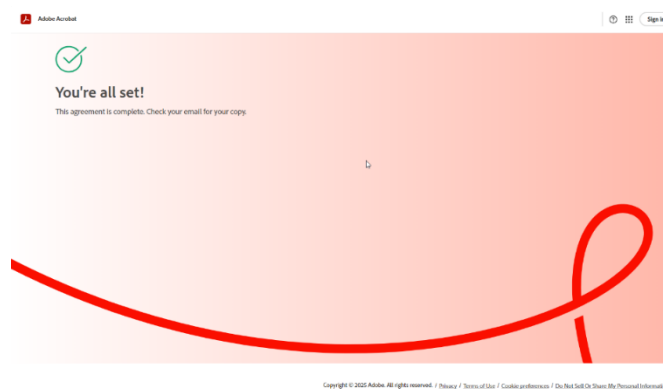 Adobe Acrobat
Sign i
You're all set!
This agreement is complete. Check your email for your copy.
Copyright © 2025 Adobe. All rights reserved. / Privacy / Terms of Use / Cookie preferences / Do Not Sell Or Share My Personal Informati